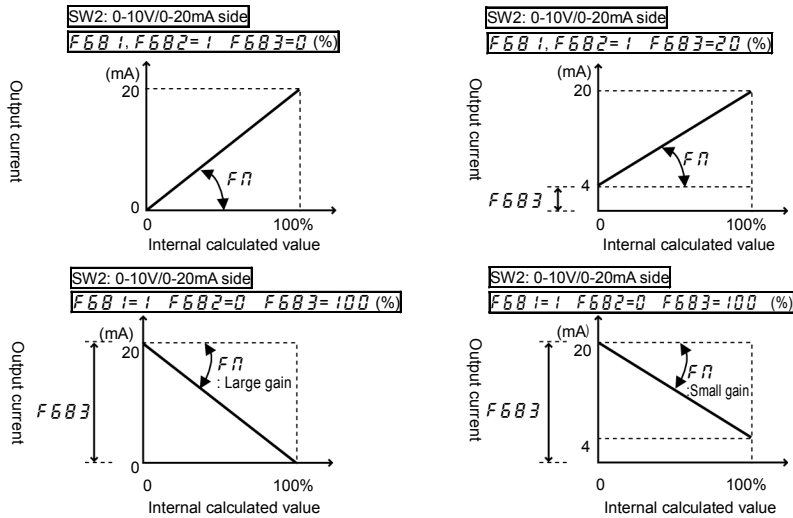 SW2: 0-10V/0-20mA side
F681, F682=1 F683=0 (%)
(mA)
20
Output current
FM
0
0
100%
Internal calculated value
SW2: 0-10V/0-20mA side
F681, F682=1 F683=20 (%)
(mA)
20
Output current
FM
4
F683
0
100%
Internal calculated value
SW2: 0-10V/0-20mA side
F681=1 F682=0 F683=100 (%)
(mA)
20
Output current
FM
: Large gain
F683
0
0
100%
Internal calculated value
SW2: 0-10V/0-20mA side
F681=1 F682=0 F683=100 (%)
(mA)
20
Output current
FM
:Small gain
F683
4
0
100%
Internal calculated value